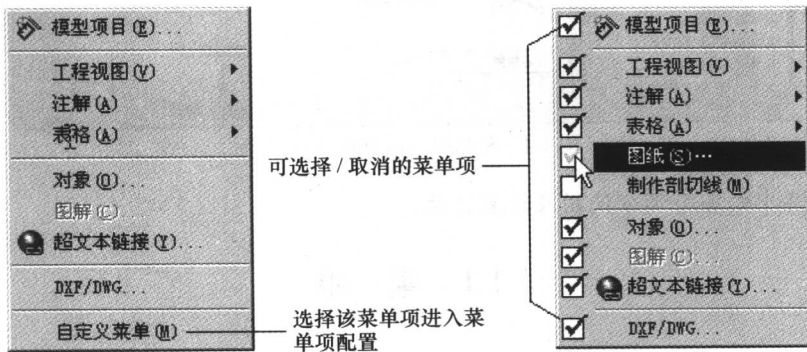 模型项目(E)...
工程视图(V)
注解(A)
表格(A)
对象(O)...
图解(C)...
超文本链接(Y)...
DXF/DWG...
自定义菜单(M)
可选择/取消的菜单项
选择该菜单项进入菜
单项配置
模型项目(E)...
工程视图(V)
注解(A)
表格(A)
图纸(S)...
制作剖切线(M)
对象(O)...
图解(C)...
超文本链接(Y)...
DXF/DWG...